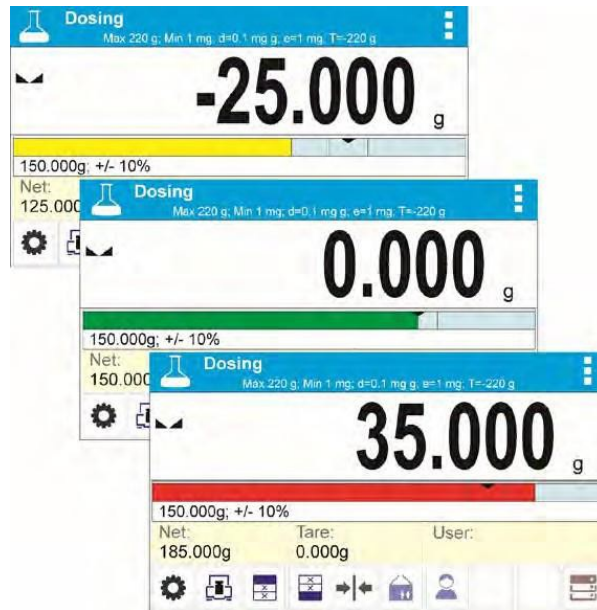 Dosing
Max 220 g; Min 1 mg; d=0.1 mg g; e=1 mg; T=-220 g
-25.000 g
150.000g; +/- 10%
Net:
125.000
Dosing
Max 220 g; Min 1 mg; d=0.1 mg g; e=1 mg; T=-220 g
0.000 g
150.000g; +/- 10%
Net:
150.000
Dosing
Max 220 g; Min 1 mg; d=0.1 mg g; e=1 mg; T=-220 g
35.000 g
150.000g; +/- 10%
Net: Tare: User:
185.000g 0.000g